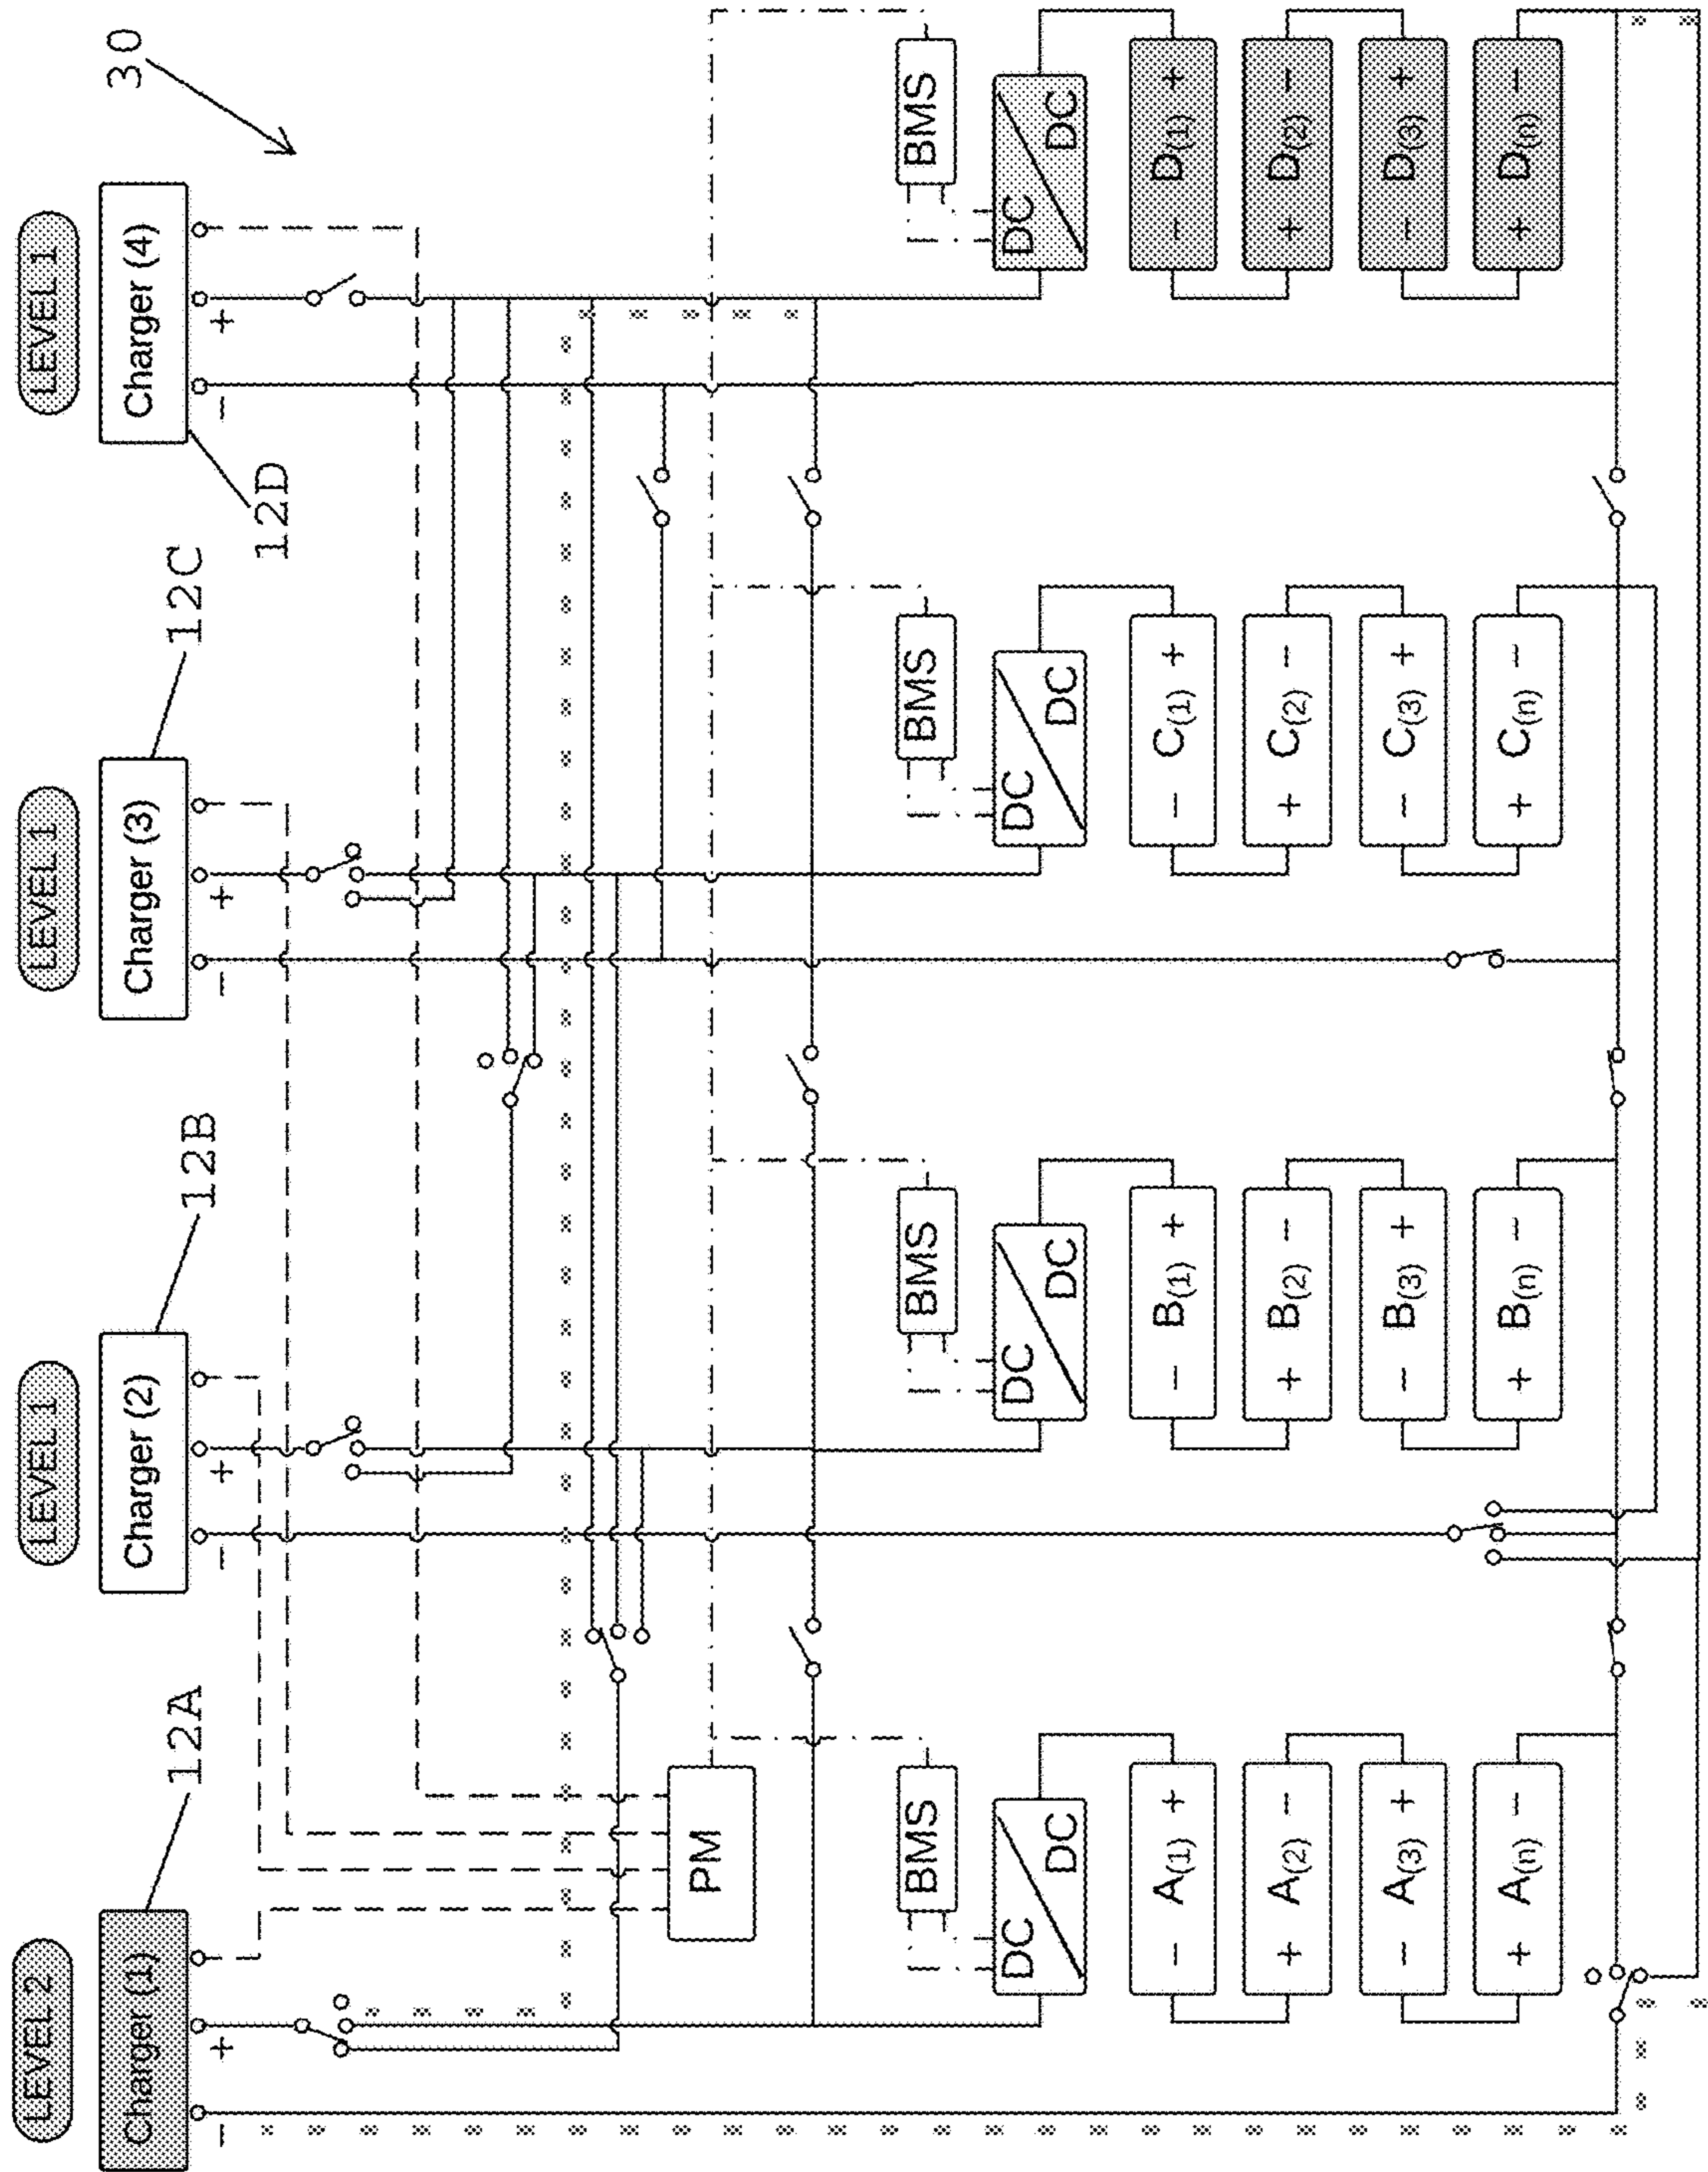 LEVEL 2
LEVEL 1
LEVEL 1
LEVEL 1
30
12A
12B
12C
12D
Charger (1)
Charger (2)
Charger (3)
Charger (4)
− +
− +
− +
− +
PM
BMS
BMS
BMS
BMS
DC DC
DC DC
DC DC
DC DC
− A(1) +
− B(1) +
− C(1) +
− D(1) +
+ A(2) −
+ B(2) −
+ C(2) −
+ D(2) −
− A(3) +
− B(3) +
− C(3) +
− D(3) +
+ A(n) −
+ B(n) −
+ C(n) −
+ D(n) −